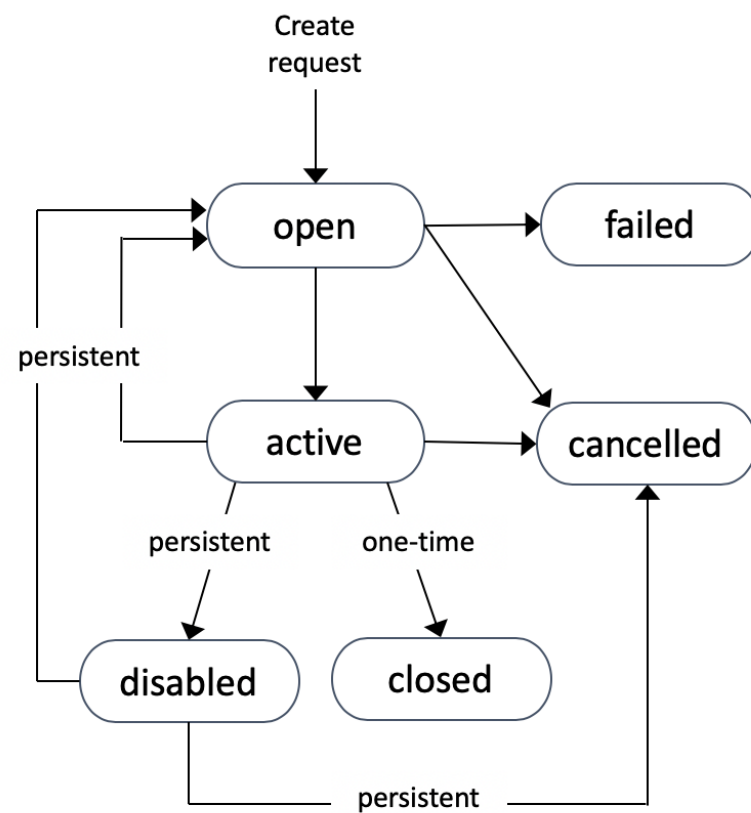 Create
request
open
failed
persistent
active
cancelled
persistent
one-time
disabled
closed
persistent